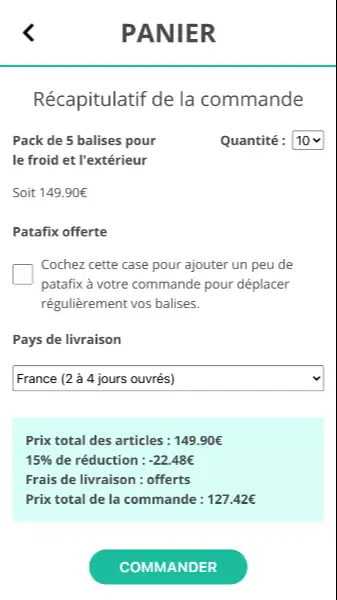 PANIER
Récapitulatif de la commande
Pack de 5 balises pour
le froid et l'extérieur
Quantité :
10
Soit 149.90€
Patafix offerte
Cochez cette case pour ajouter un peu de
patafix à votre commande pour déplacer
régulièrement vos balises.
Pays de livraison
France (2 à 4 jours ouvrés)
Prix total des articles : 149.90€
15% de réduction : -22.48€
Frais de livraison : offerts
Prix total de la commande : 127.42€
COMMANDER